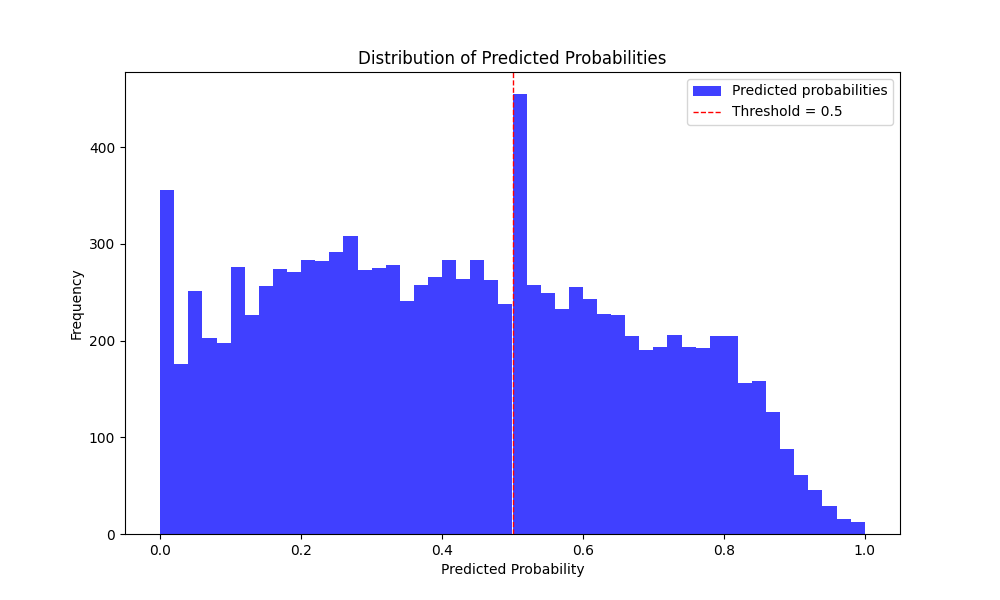 Distribution of Predicted Probabilities
Predicted probabilities
Threshold = 0.5
Frequency
400
300
200
100
0
0.0 0.2 0.4 0.6 0.8 1.0
Predicted Probability